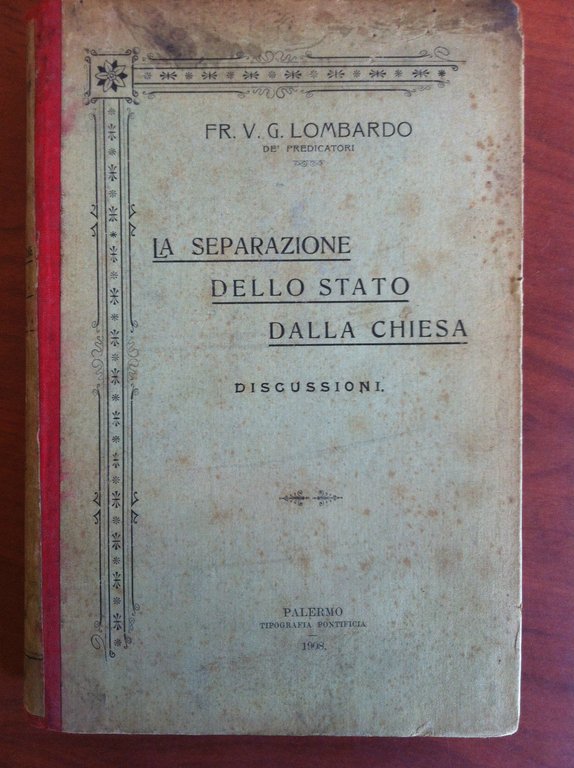 FR. V. G. LOMBARDO
DE' PREDICATORI
LA SEPARAZIONE
DELLO STATO
DALLA CHIESA
DISCUSSIONI.
PALERMO
TIPOGRAFIA PONTIFICIA
1908.